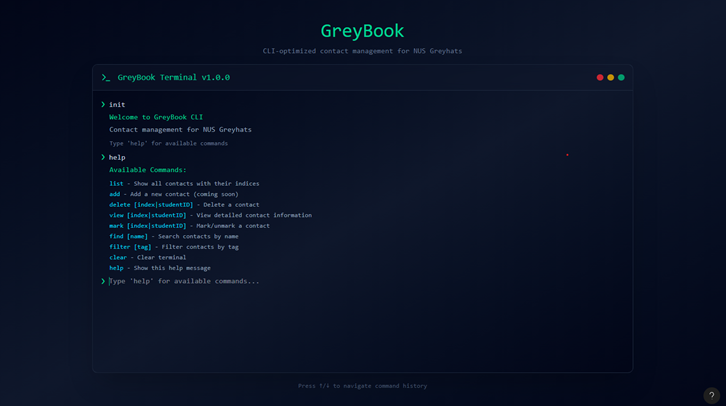 GreyBook
CLI-optimized contact management for NUS Greyhats
>_ GreyBook Terminal v1.0.0
❯ init
Welcome to GreyBook CLI
Contact management for NUS Greyhats
Type 'help' for available commands
❯ help
Available Commands:
list - Show all contacts with their indices
add - Add a new contact (coming soon)
delete [index|studentID] - Delete a contact
view [index|studentID] - View detailed contact information
mark [index|studentID] - Mark/unmark a contact
find [name] - Search contacts by name
filter [tag] - Filter contacts by tag
clear - Clear terminal
help - Show this help message
❯ Type 'help' for available commands...
Press ↑/↓ to navigate command history
?